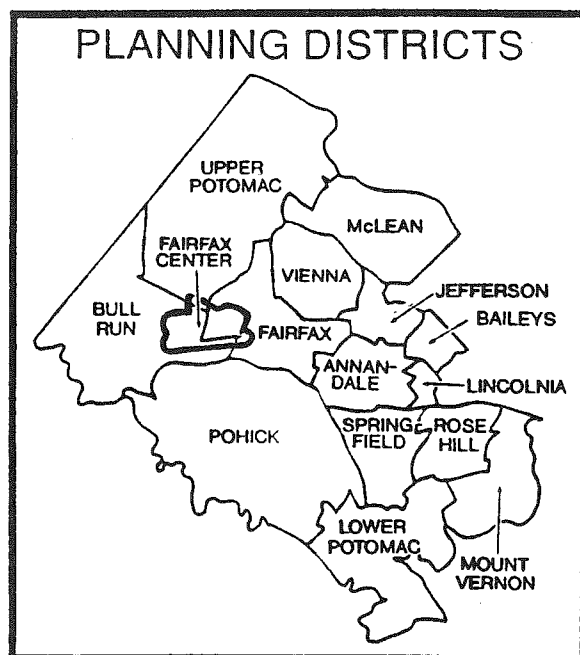 PLANNING DISTRICTS
UPPER
POTOMAC
McLEAN
FAIRFAX
CENTER
VIENNA
JEFFERSON
BULL
RUN
FAIRFAX
BAILEYS
ANNAN-
DALE
LINCOLNIA
POHICK
SPRING
FIELD
ROSE
HILL
LOWER
POTOMAC
MOUNT
VERNON